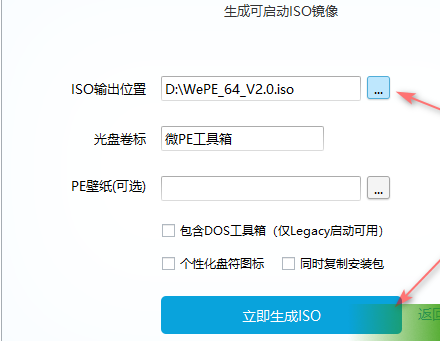 生成可启动ISO镜像
ISO输出位置 D:\WePE_64_V2.0.iso ...
光盘卷标 微PE工具箱
PE壁纸(可选) ...
包含DOS工具箱（仅Legacy启动可用）
个性化盘符图标 同时复制安装包
立即生成ISO 返回